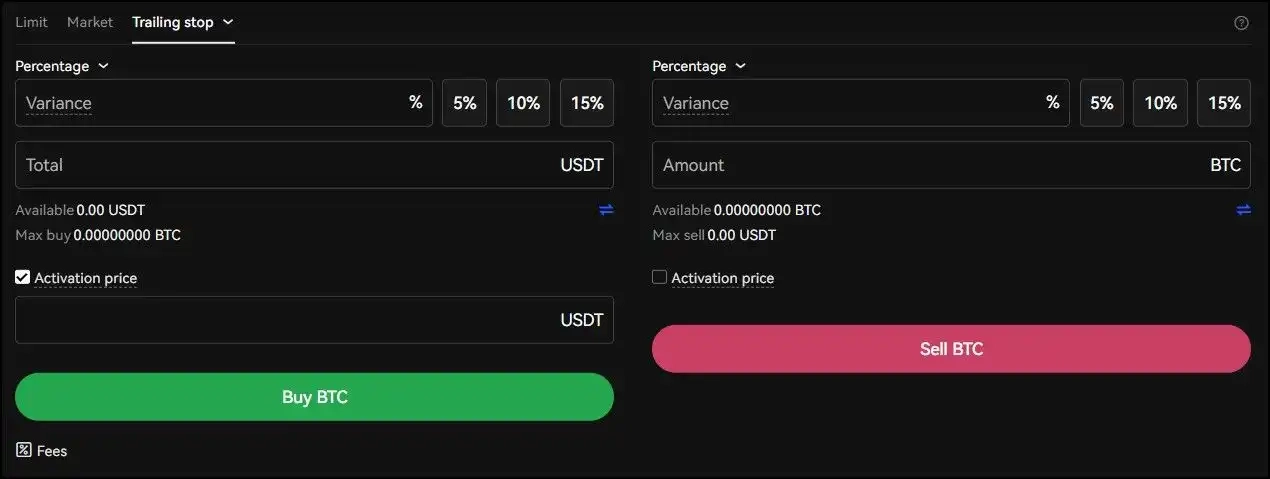 Limit Market Trailing stop
Percentage
Variance % 5% 10% 15%
Total USDT
Available 0.00 USDT
Max buy 0.00000000 BTC
Activation price
USDT
Buy BTC
Fees
Percentage
Variance % 5% 10% 15%
Amount BTC
Available 0.00000000 BTC
Max sell 0.00 USDT
Activation price
Sell BTC